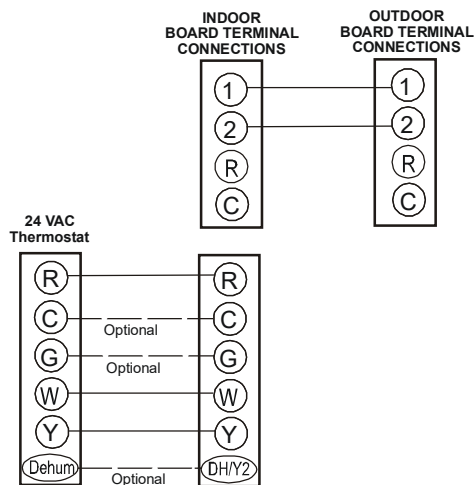 INDOOR
BOARD TERMINAL
CONNECTIONS
OUTDOOR
BOARD TERMINAL
CONNECTIONS
1 1
2 2
R R
C C
24 VAC
Thermostat
R R
C Optional C
G Optional G
W W
Y Y
Dehum Optional DH/Y2